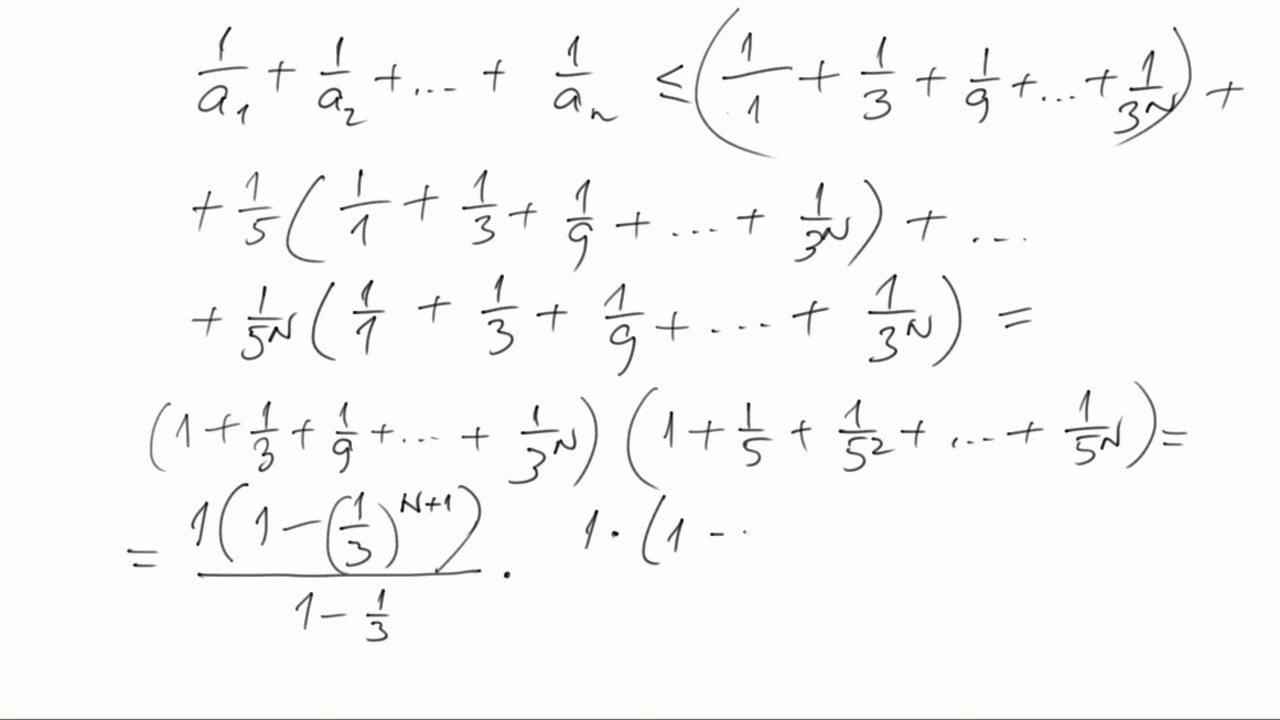 1/a₁ + 1/a₂ + ... + 1/aₙ ≤ (1/1 + 1/3 + 1/9 + ... + 1/3^N) +
+ 1/5 (1/1 + 1/3 + 1/9 + ... + 1/3^N) + ...
+ 1/5^N (1/1 + 1/3 + 1/9 + ... + 1/3^N) =
(1 + 1/3 + 1/9 + ... + 1/3^N) (1 + 1/5 + 1/5² + ... + 1/5^N) =
= 1(1 - (1/3)^(N+1)) / (1 - 1/3) · 1 · (1 -